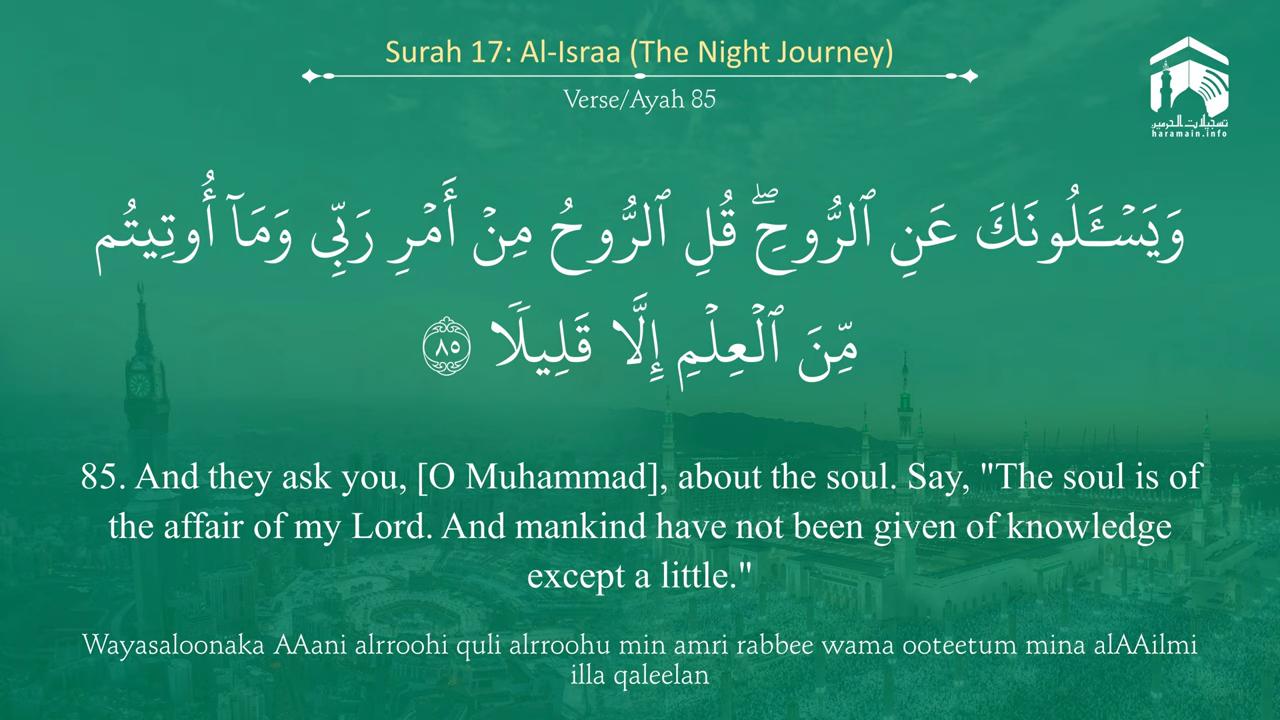 Surah 17: Al-Israa (The Night Journey)
Verse/Ayah 85
تسجيلات الحرمين
haramain.info
وَيَسْـَٔلُونَكَ عَنِ ٱلرُّوحِ ۖ قُلِ ٱلرُّوحُ مِنْ أَمْرِ رَبِّى وَمَآ أُوتِيتُم
مِّنَ ٱلْعِلْمِ إِلَّا قَلِيلًا ٨٥
85. And they ask you, [O Muhammad], about the soul. Say, "The soul is of
the affair of my Lord. And mankind have not been given of knowledge
except a little."
Wayasaloonaka AAani alrroohi quli alrroohu min amri rabbee wama ooteetum mina alAAilmi
illa qaleelan